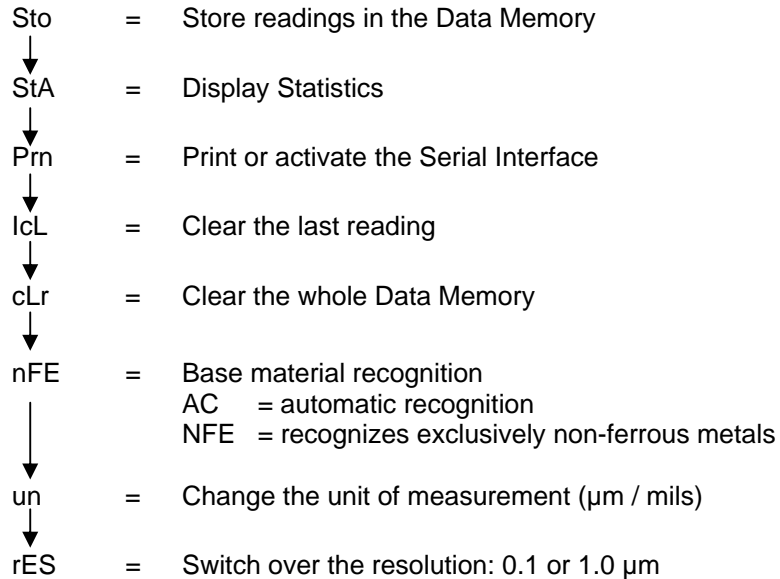 Sto = Store readings in the Data Memory
StA = Display Statistics
Prn = Print or activate the Serial Interface
IcL = Clear the last reading
cLr = Clear the whole Data Memory
nFE = Base material recognition
AC = automatic recognition
NFE = recognizes exclusively non-ferrous metals
un = Change the unit of measurement (µm / mils)
rES = Switch over the resolution: 0.1 or 1.0 µm